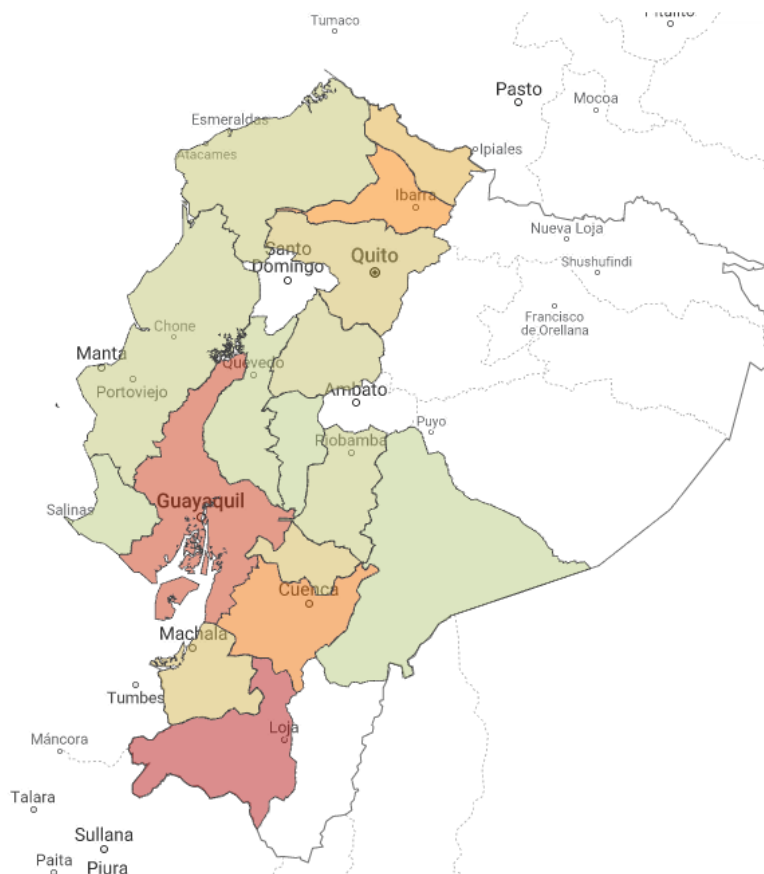 Tumaco
Pitalito
Pasto
Mocoa
Esmeraldas
Atacames
Ipiales
Ibarra
Nueva Loja
Santo
Domingo
Quito
Shushufindi
Francisco
de Orellana
Chone
Manta
Quevedo
Portoviejo
Ambato
Puyo
Riobamba
Salinas
Guayaquil
Cuenca
Machala
Tumbes
Loja
Máncora
Talara
Sullana
Paita
Piura